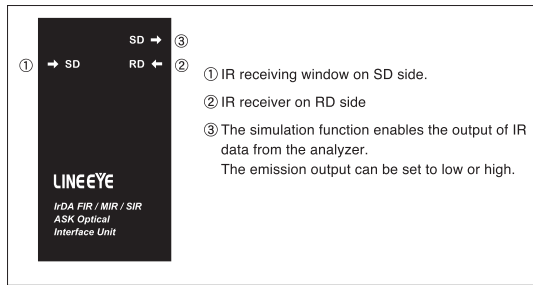 SD → ③
① → SD RD ← ②
LINEEYE
IrDA FIR / MIR / SIR
ASK Optical
Interface Unit
① IR receiving window on SD side.
② IR receiver on RD side
③ The simulation function enables the output of IR
data from the analyzer.
The emission output can be set to low or high.